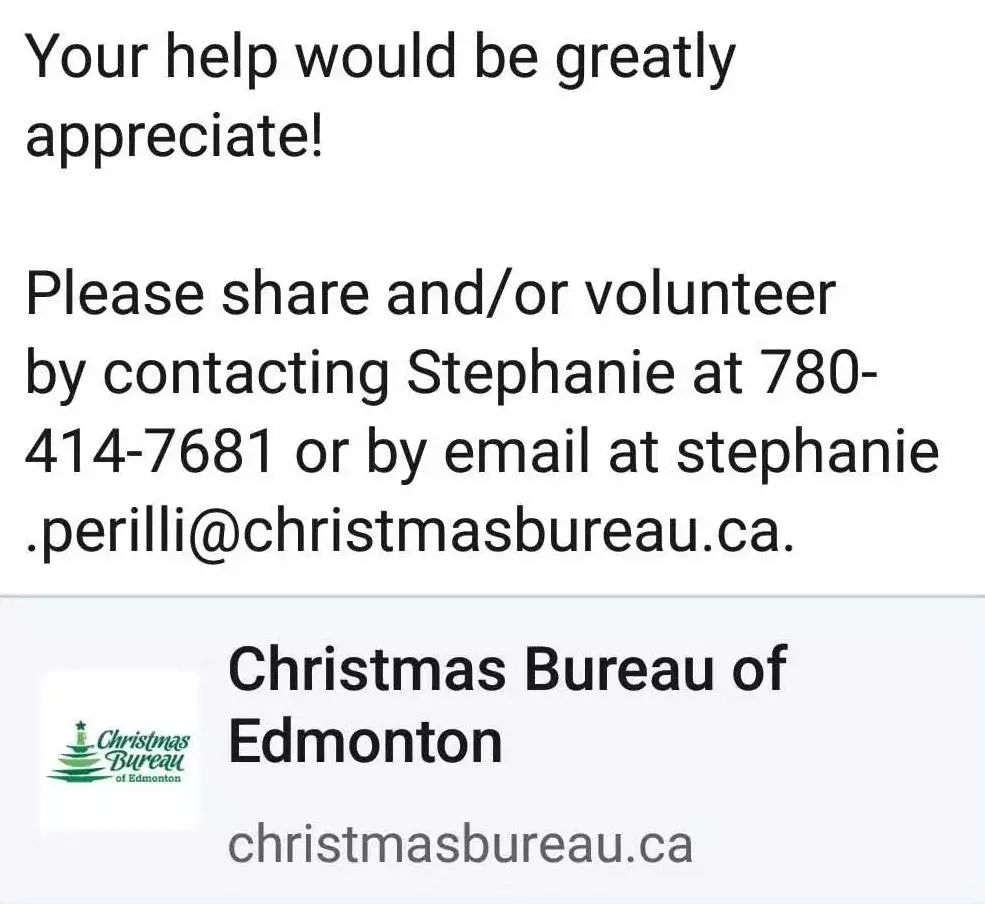 Your help would be greatly
appreciate!
Please share and/or volunteer
by contacting Stephanie at 780-
414-7681 or by email at stephanie
.perilli@christmasbureau.ca.
Christmas Bureau of
Edmonton
Christmas
Bureau
of Edmonton
christmasbureau.ca